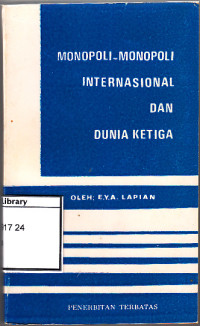 MONOPOLI-MONOPOLI
INTERNASIONAL
DAN
DUNIA KETIGA
OLEH: E.Y.A. LAPIAN
Library
17 24
PENERBITAN TERBATAS